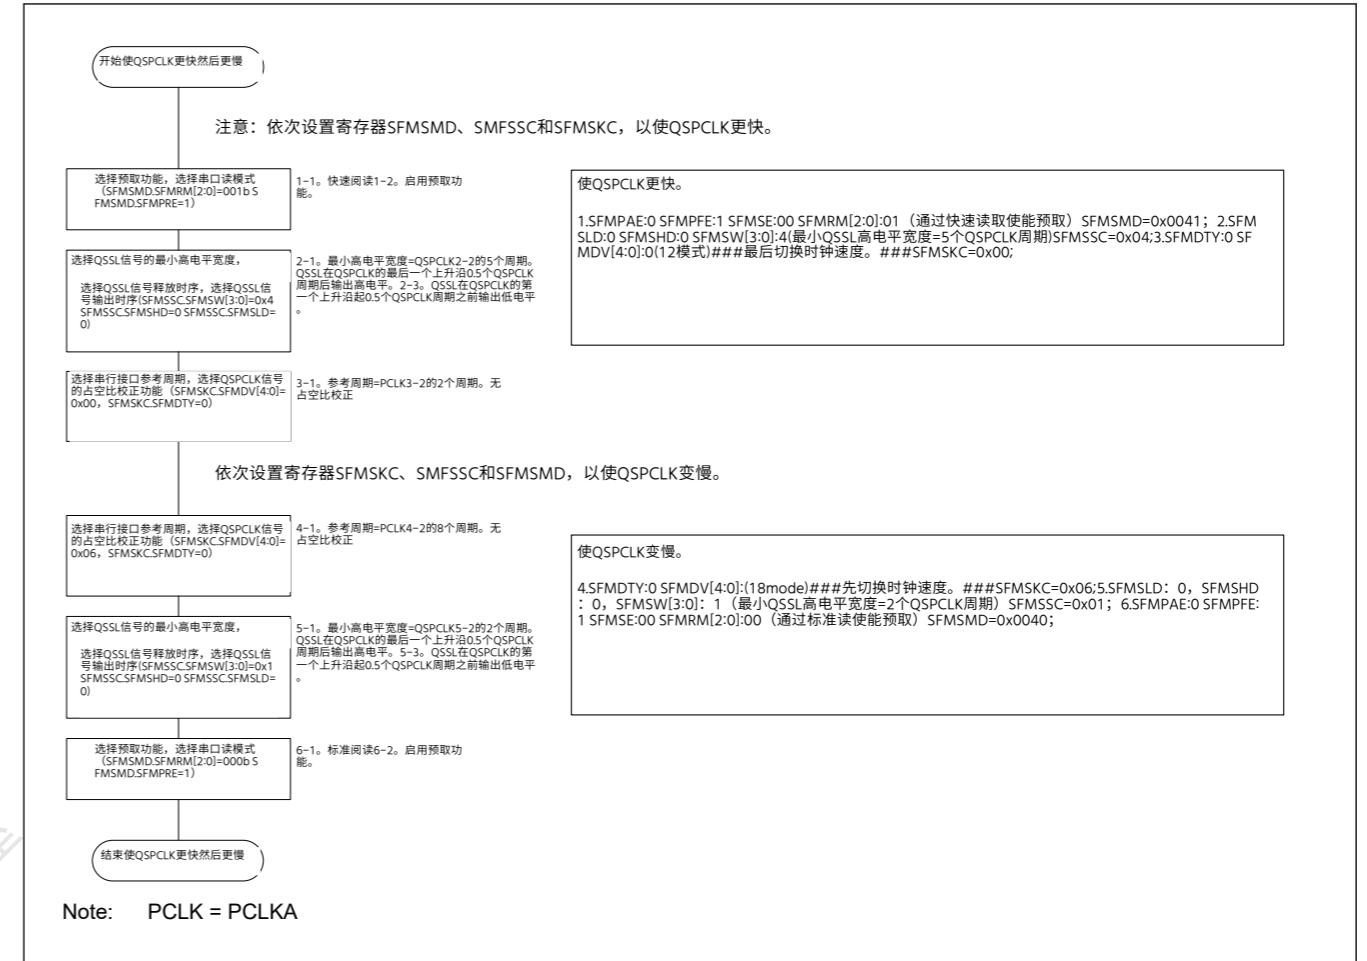 开始使QSPCLK更快然后更慢
注意：依次设置寄存器SFMSMD、SMFSSC和SFMSKC，以使QSPCLK更快。
选择预取功能，选择串口读模式
（SFMSMD.SFMRM[2:0]=001b S
FMSMD.SFMPRE=1）
1-1。快速阅读1-2。启用预取功
能。
使QSPCLK更快。
1.SFMPAE:0 SFMPFE:1 SFMSE:00 SFMRM[2:0]:01（通过快速读取使能预取）SFMSMD=0x0041；2.SFM
SLD:0 SFMSHD:0 SFMSW[3:0]:4(最小QSSL高电平宽度=5个QSPCLK周期)SFMSSC=0x04;3.SFMDTY:0 SF
MDV[4:0]:0(12模式)###最后切换时钟速度。###SFMSKC=0x00;
选择QSSL信号的最小高电平宽度，
选择QSSL信号释放时序，选择QSSL信
号输出时序(SFMSSC.SFMSW[3:0]=0x4
SFMSSC.SFMSHD=0 SFMSSC.SFMSLD=
0)
2-1。最小高电平宽度=QSPCLK2-2的5个周期。
QSSL在QSPCLK的最后一个上升沿0.5个QSPCLK
周期后输出高电平。2-3。QSSL在QSPCLK的第
一个上升沿起0.5个QSPCLK周期之前输出低电平
。
选择串行接口参考周期，选择QSPCLK信号
的占空比校正功能（SFMSKC.SFMDV[4:0]=
0x00，SFMSKC.SFMDTY=0）
3-1。参考周期=PCLK3-2的2个周期。无
占空比校正
依次设置寄存器SFMSKC、SMFSSC和SFMSMD，以使QSPCLK变慢。
选择串行接口参考周期，选择QSPCLK信号
的占空比校正功能（SFMSKC.SFMDV[4:0]=
0x06，SFMSKC.SFMDTY=0）
4-1。参考周期=PCLK4-2的8个周期。无
占空比校正
使QSPCLK变慢。
4.SFMDTY:0 SFMDV[4:0]:(18mode)###先切换时钟速度。###SFMSKC=0x06;5.SFMSLD：0，SFMSHD
：0，SFMSW[3:0]：1（最小QSSL高电平宽度=2个QSPCLK周期）SFMSSC=0x01；6.SFMPAE:0 SFMPFE:
1 SFMSE:00 SFMRM[2:0]:00（通过标准读使能预取）SFMSMD=0x0040；
选择QSSL信号的最小高电平宽度，
选择QSSL信号释放时序，选择QSSL信
号输出时序(SFMSSC.SFMSW[3:0]=0x1
SFMSSC.SFMSHD=0 SFMSSC.SFMSLD=
0)
5-1。最小高电平宽度=QSPCLK5-2的2个周期。
QSSL在QSPCLK的最后一个上升沿0.5个QSPCLK
周期后输出高电平。5-3。QSSL在QSPCLK的第
一个上升沿起0.5个QSPCLK周期之前输出低电平
。
选择预取功能，选择串口读模式
（SFMSMD.SFMRM[2:0]=000b S
FMSMD.SFMPRE=1）
6-1。标准阅读6-2。启用预取功
能。
结束使QSPCLK更快然后更慢
Note: PCLK = PCLKA